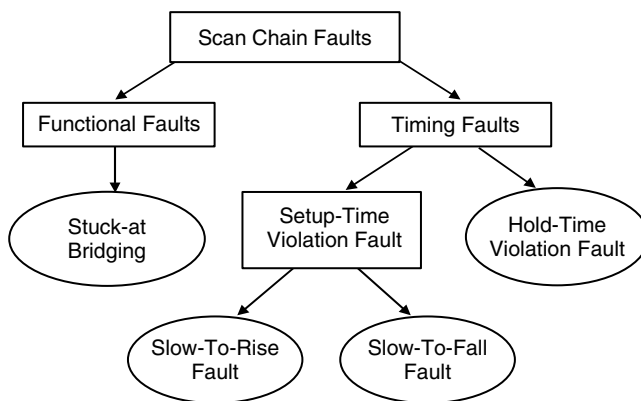 Scan Chain Faults
Functional Faults
Timing Faults
Stuck-at
Bridging
Setup-Time
Violation Fault
Hold-Time
Violation Fault
Slow-To-Rise
Fault
Slow-To-Fall
Fault